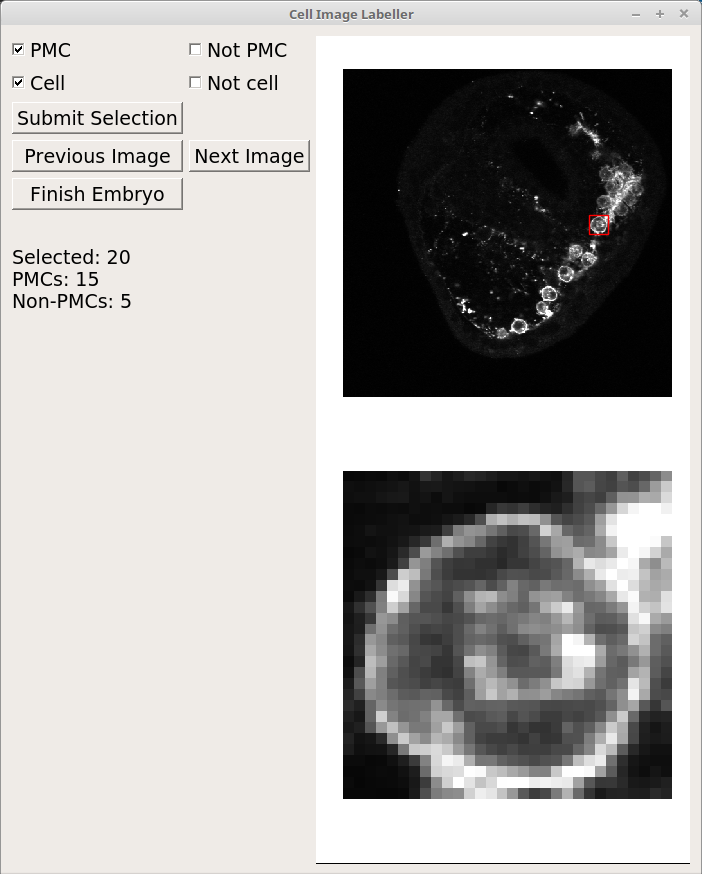 Cell Image Labeller
PMC Not PMC
Cell Not cell
Submit Selection
Previous Image Next Image
Finish Embryo
Selected: 20
PMCs: 15
Non-PMCs: 5